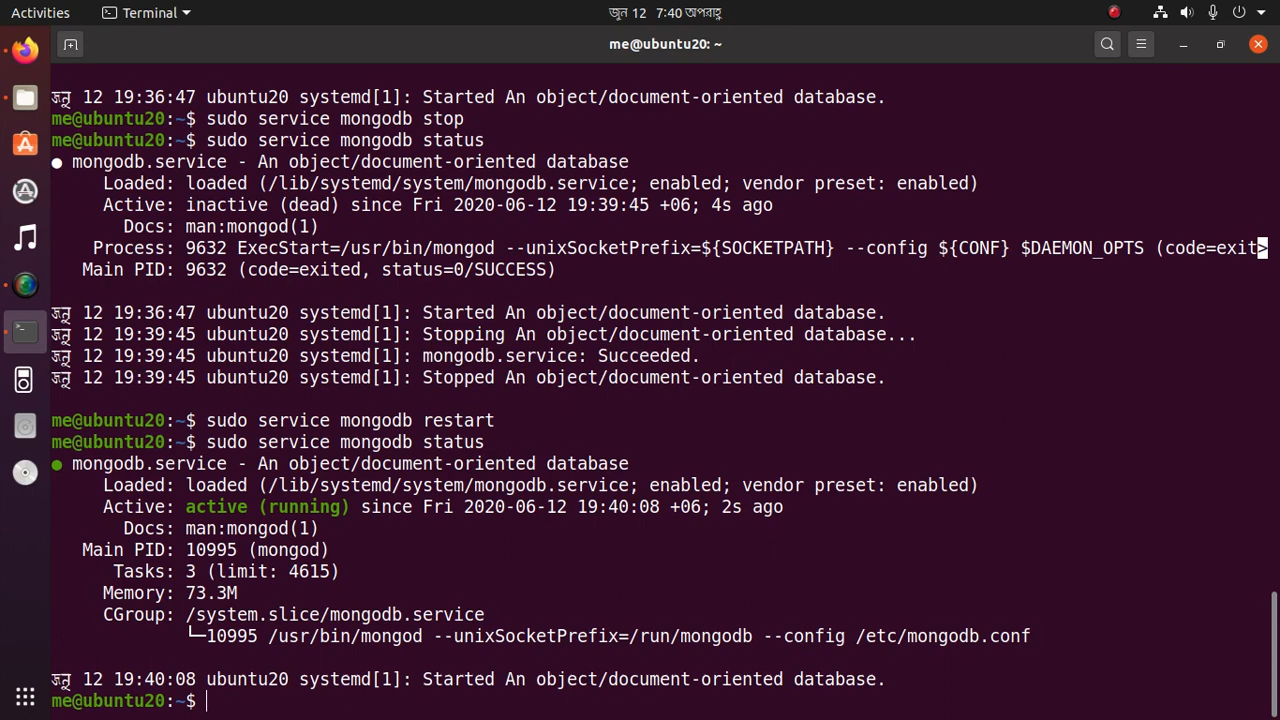 Activities Terminal জুন 12 7:40 অপরাহ্ণ
me@ubuntu20: ~
জুন 12 19:36:47 ubuntu20 systemd[1]: Started An object/document-oriented database.
me@ubuntu20:~$ sudo service mongodb stop
me@ubuntu20:~$ sudo service mongodb status
● mongodb.service - An object/document-oriented database
Loaded: loaded (/lib/systemd/system/mongodb.service; enabled; vendor preset: enabled)
Active: inactive (dead) since Fri 2020-06-12 19:39:45 +06; 4s ago
Docs: man:mongod(1)
Process: 9632 ExecStart=/usr/bin/mongod --unixSocketPrefix=${SOCKETPATH} --config ${CONF} $DAEMON_OPTS (code=exit>
Main PID: 9632 (code=exited, status=0/SUCCESS)
জুন 12 19:36:47 ubuntu20 systemd[1]: Started An object/document-oriented database.
জুন 12 19:39:45 ubuntu20 systemd[1]: Stopping An object/document-oriented database...
জুন 12 19:39:45 ubuntu20 systemd[1]: mongodb.service: Succeeded.
জুন 12 19:39:45 ubuntu20 systemd[1]: Stopped An object/document-oriented database.
me@ubuntu20:~$ sudo service mongodb restart
me@ubuntu20:~$ sudo service mongodb status
● mongodb.service - An object/document-oriented database
Loaded: loaded (/lib/systemd/system/mongodb.service; enabled; vendor preset: enabled)
Active: active (running) since Fri 2020-06-12 19:40:08 +06; 2s ago
Docs: man:mongod(1)
Main PID: 10995 (mongod)
Tasks: 3 (limit: 4615)
Memory: 73.3M
CGroup: /system.slice/mongodb.service
└─10995 /usr/bin/mongod --unixSocketPrefix=/run/mongodb --config /etc/mongodb.conf
জুন 12 19:40:08 ubuntu20 systemd[1]: Started An object/document-oriented database.
me@ubuntu20:~$